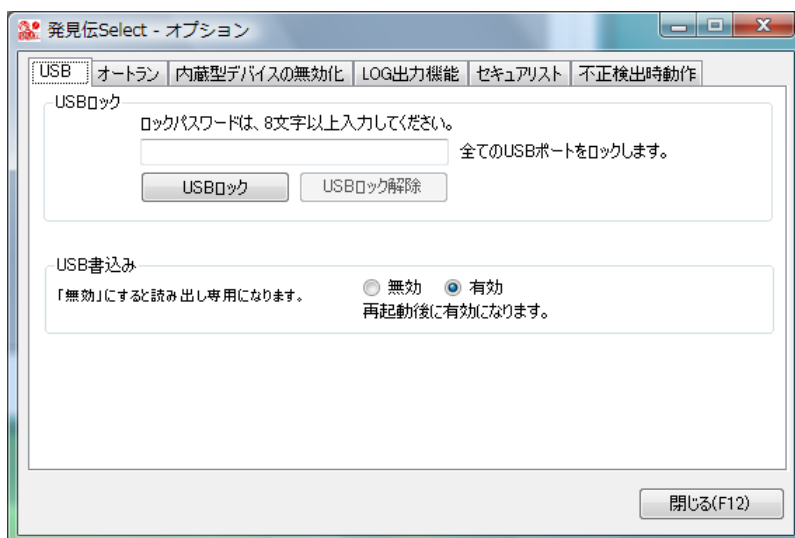 発見伝Select - オプション
USB オートラン 内蔵型デバイスの無効化 LOG出力機能 セキュアリスト 不正検出時動作
USBロック
ロックパスワードは、8文字以上入力してください。
全てのUSBポートをロックします。
USBロック USBロック解除
USB書込み
「無効」にすると読み出し専用になります。
無効 有効
再起動後に有効になります。
閉じる(F12)